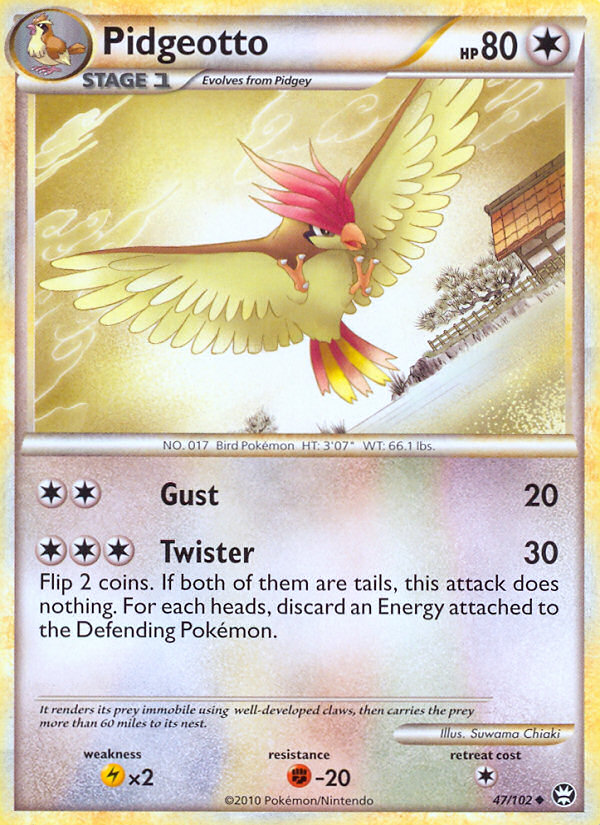 Pidgeotto
HP 80
STAGE 1
Evolves from Pidgey
NO. 017 Bird Pokémon HT: 3'07" WT: 66.1 lbs.
Gust 20
Twister 30
Flip 2 coins. If both of them are tails, this attack does
nothing. For each heads, discard an Energy attached to
the Defending Pokémon.
It renders its prey immobile using well-developed claws, then carries the prey
more than 60 miles to its nest.
Illus. Suwama Chiaki
weakness resistance retreat cost
×2 -20
©2010 Pokémon/Nintendo 47/102